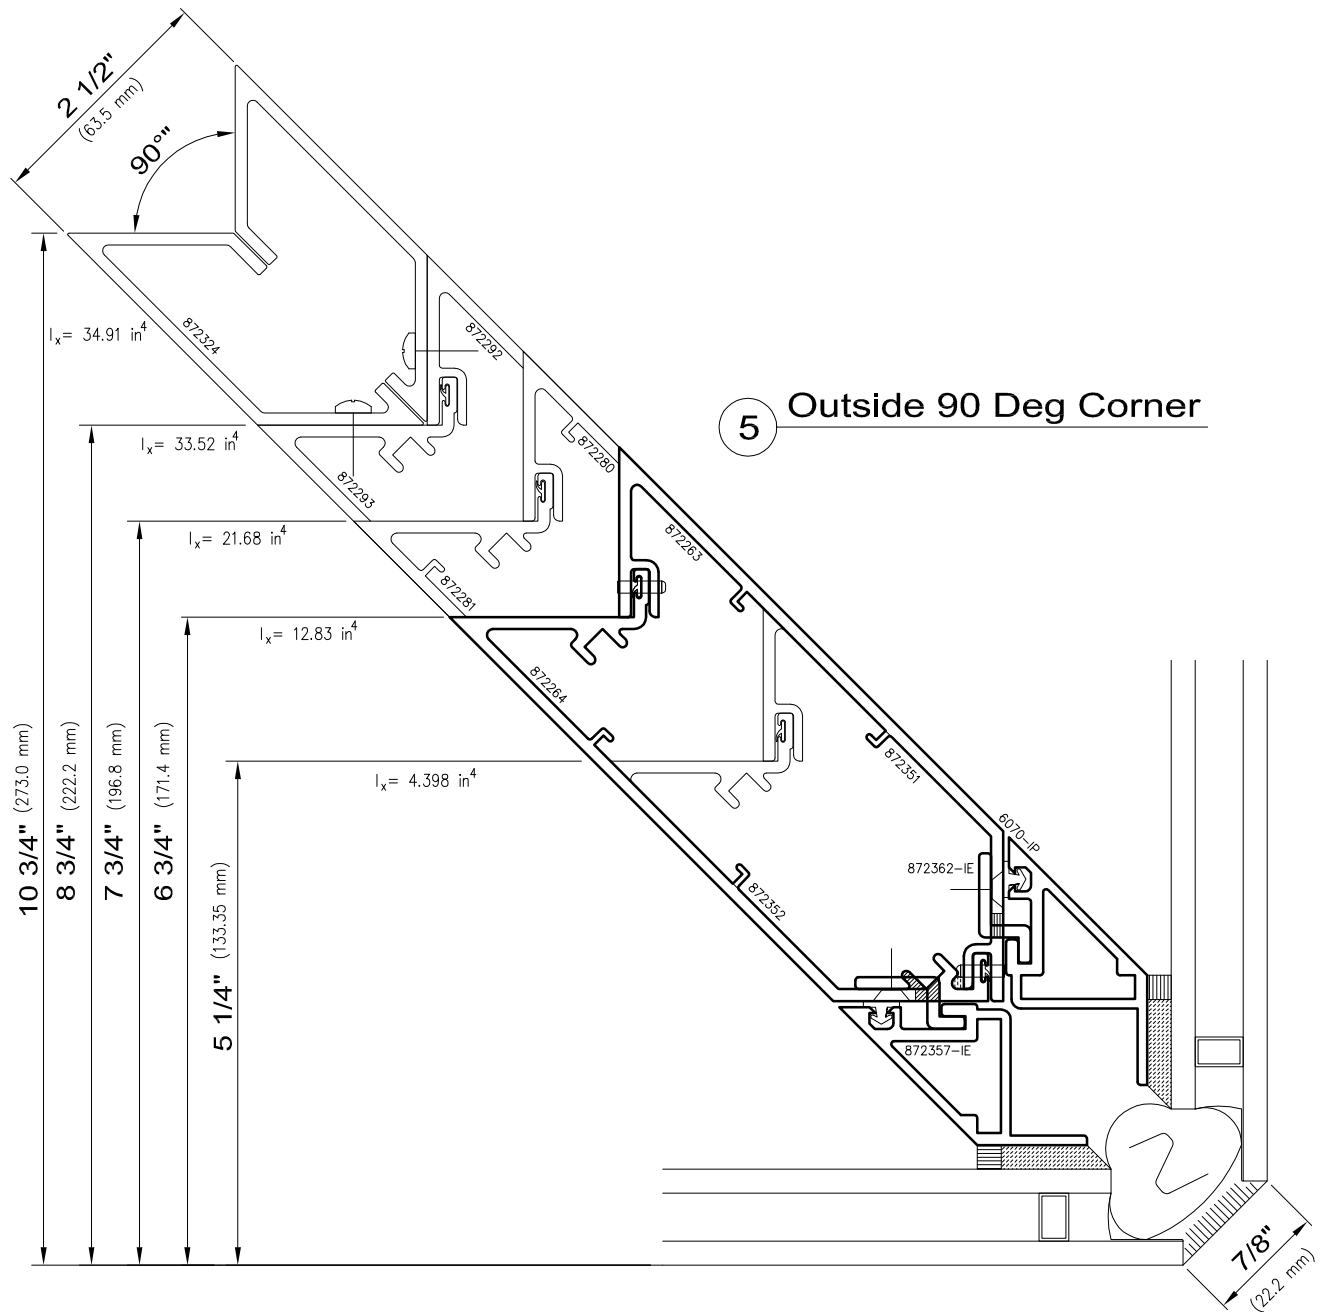 2 1/2"
(63.5 mm)
90°"
Ix= 34.91 in4
872324
872292
5 Outside 90 Deg Corner
Ix= 33.52 in4
872293
872280
Ix= 21.68 in4
872281
872263
Ix= 12.83 in4
872264
872351
Ix= 4.398 in4
6070-IP
872362-IE
872352
872357-IE
10 3/4" (273.0 mm)
8 3/4" (222.2 mm)
7 3/4" (196.8 mm)
6 3/4" (171.4 mm)
5 1/4" (133.35 mm)
7/8"
(22.2 mm)